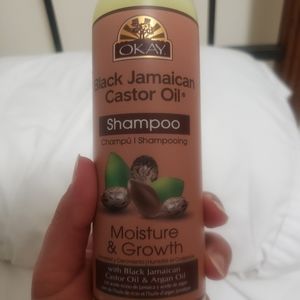 OKAY
Black Jamaican
Castor Oil
Shampoo
Champú | Shampooing
Moisture
& Growth
with Black Jamaican
Castor Oil & Argan Oil